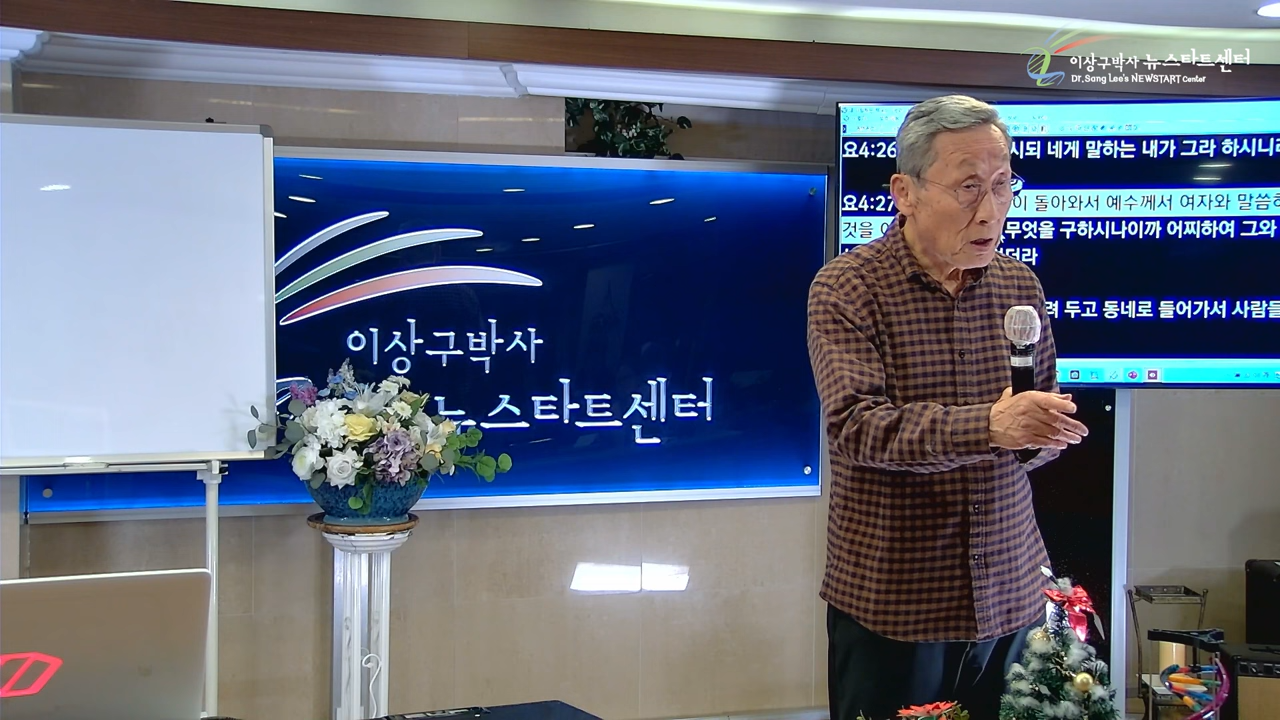 이상구박사 뉴스타트센터
Dr. Sang Lee's NEWSTART Center
요4:26 시되 네게 말하는 내가 그라 하시니라
요4:27 이 돌아와서 예수께서 여자와 말씀하
것을 무엇을 구하시나이까 어찌하여 그와
더라
려 두고 동네로 들어가서 사람들
이상구박사
뉴스타트센터